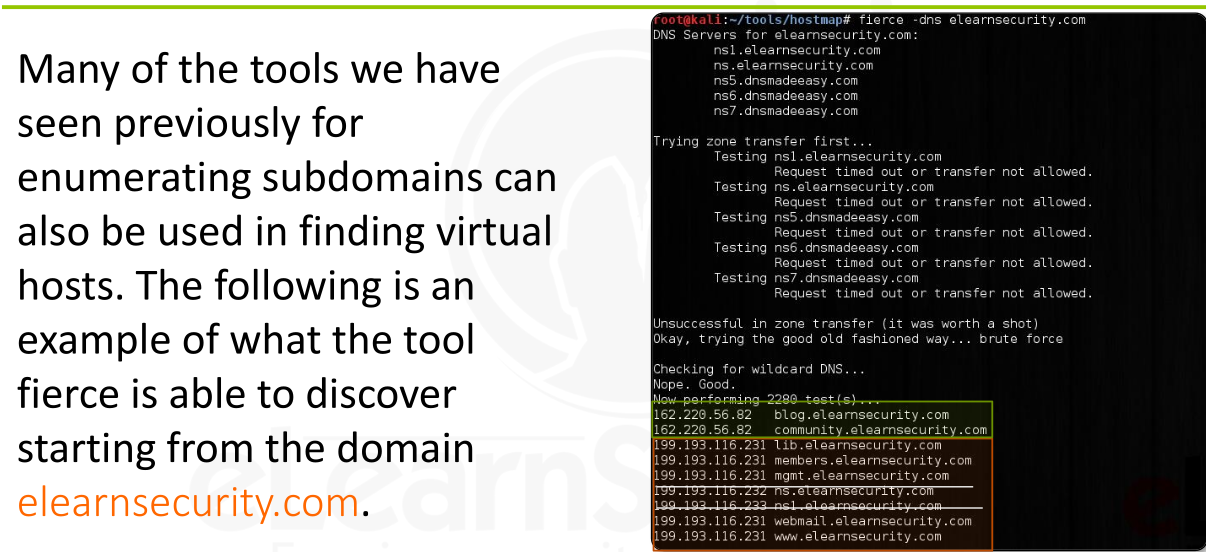 Many of the tools we have
seen previously for
enumerating subdomains can
also be used in finding virtual
hosts. The following is an
example of what the tool
fierce is able to discover
starting from the domain
elearnsecurity.com.
root@kali:~/tools/hostmap# fierce -dns elearnsecurity.com
DNS Servers for elearnsecurity.com:
ns1.elearnsecurity.com
ns.elearnsecurity.com
ns5.dnsmadeeasy.com
ns6.dnsmadeeasy.com
ns7.dnsmadeeasy.com
Trying zone transfer first...
Testing ns1.elearnsecurity.com
Request timed out or transfer not allowed.
Testing ns.elearnsecurity.com
Request timed out or transfer not allowed.
Testing ns5.dnsmadeeasy.com
Request timed out or transfer not allowed.
Testing ns6.dnsmadeeasy.com
Request timed out or transfer not allowed.
Testing ns7.dnsmadeeasy.com
Request timed out or transfer not allowed.
Unsuccessful in zone transfer (it was worth a shot)
Okay, trying the good old fashioned way... brute force
Checking for wildcard DNS...
Nope. Good.
Now performing 2280 test(s)...
162.220.56.82 blog.elearnsecurity.com
162.220.56.82 community.elearnsecurity.com
199.193.116.231 lib.elearnsecurity.com
199.193.116.231 members.elearnsecurity.com
199.193.116.231 mgmt.elearnsecurity.com
199.193.116.232 ns.elearnsecurity.com
199.193.116.233 ns1.elearnsecurity.com
199.193.116.231 webmail.elearnsecurity.com
199.193.116.231 www.elearnsecurity.com